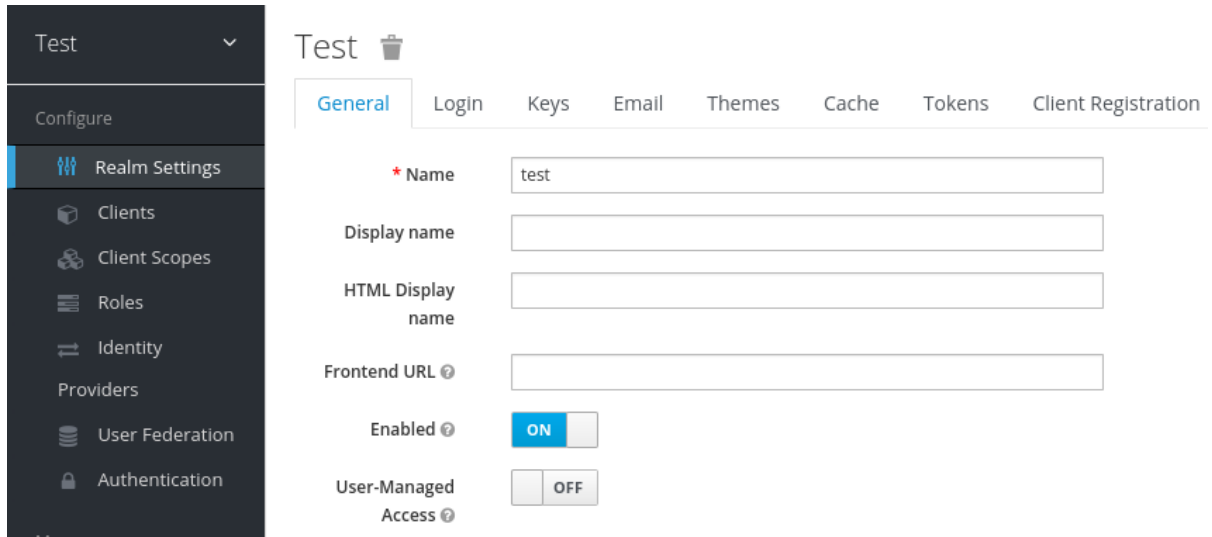 Test
Configure
Realm Settings
Clients
Client Scopes
Roles
Identity
Providers
User Federation
Authentication
Test
General Login Keys Email Themes Cache Tokens Client Registration
* Name test
Display name
HTML Display
name
Frontend URL
Enabled ON
User-Managed
Access OFF